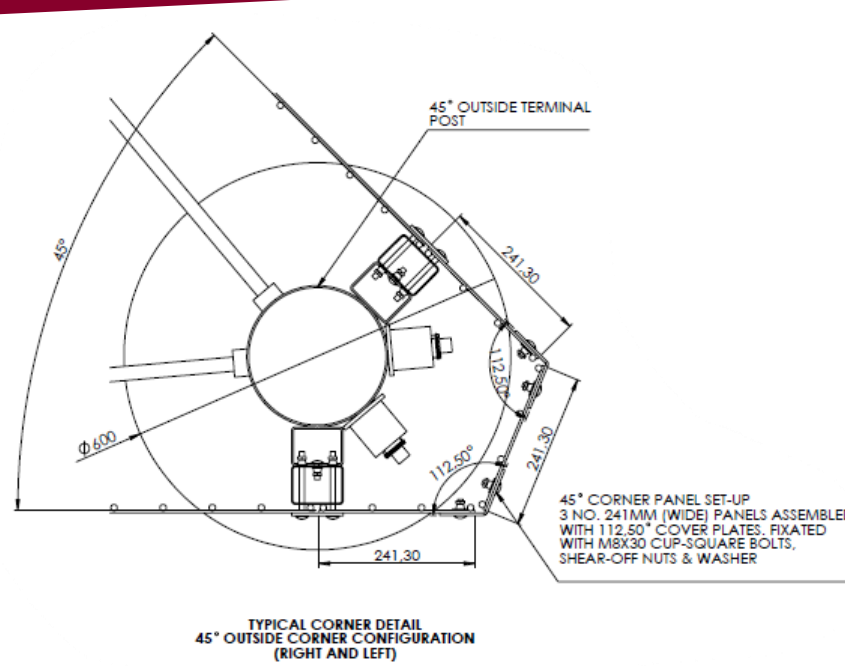 45° OUTSIDE TERMINAL
POST
45°
241,30
112,50°
Φ600
112,50°
241,30
45° CORNER PANEL SET-UP
3 NO. 241MM (WIDE) PANELS ASSEMBLE
WITH 112,50° COVER PLATES. FIXATED
WITH M8X30 CUP-SQUARE BOLTS,
SHEAR-OFF NUTS & WASHER
241,30
TYPICAL CORNER DETAIL
45° OUTSIDE CORNER CONFIGURATION
(RIGHT AND LEFT)